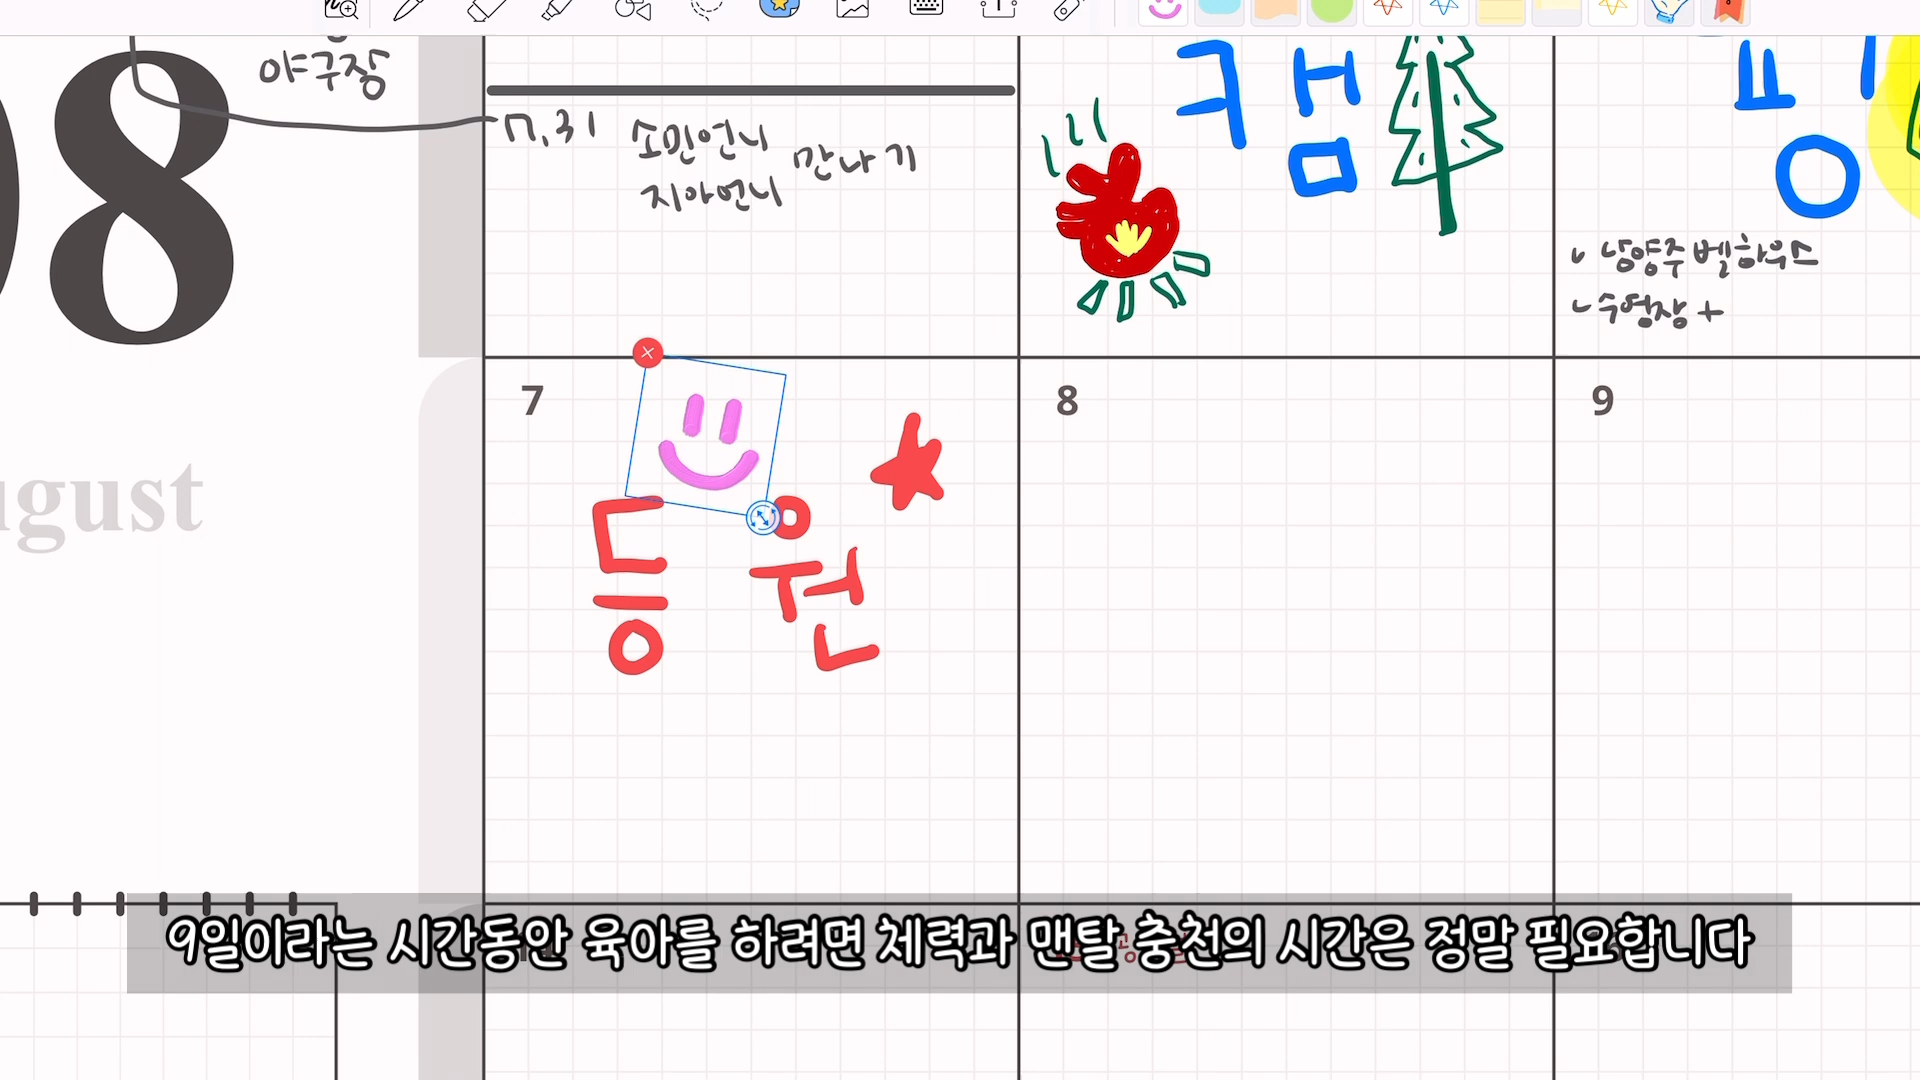 08
야구장
7.31 소민언니 만나기
지아언니
캠핑
남양주벨하우스
수영장 +
ugust
7
8
9
등원
9일이라는 시간동안 육아를 하려면 체력과 맨탈 충천의 시간은 정말 필요합니다